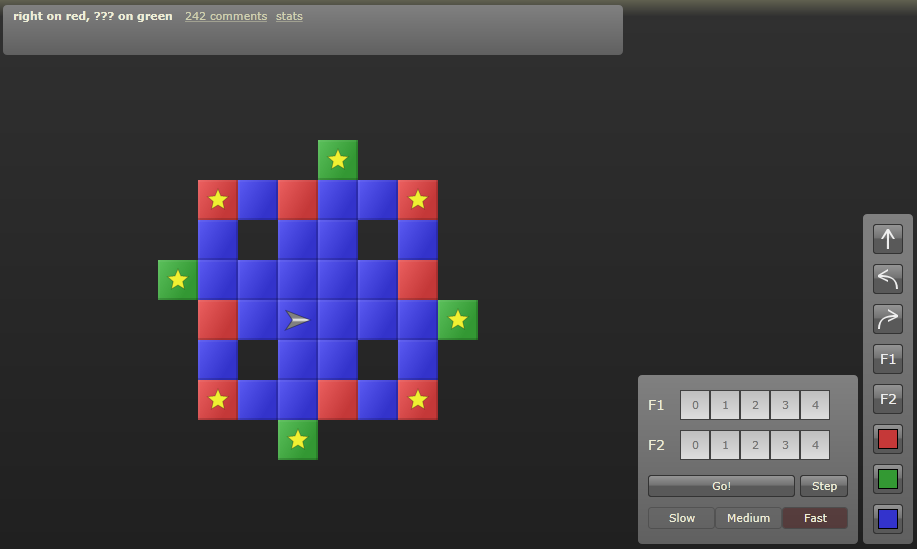 right on red, ??? on green 242 comments stats
F1 0 1 2 3 4
F2 0 1 2 3 4
Go! Step
Slow Medium Fast
F1
F2